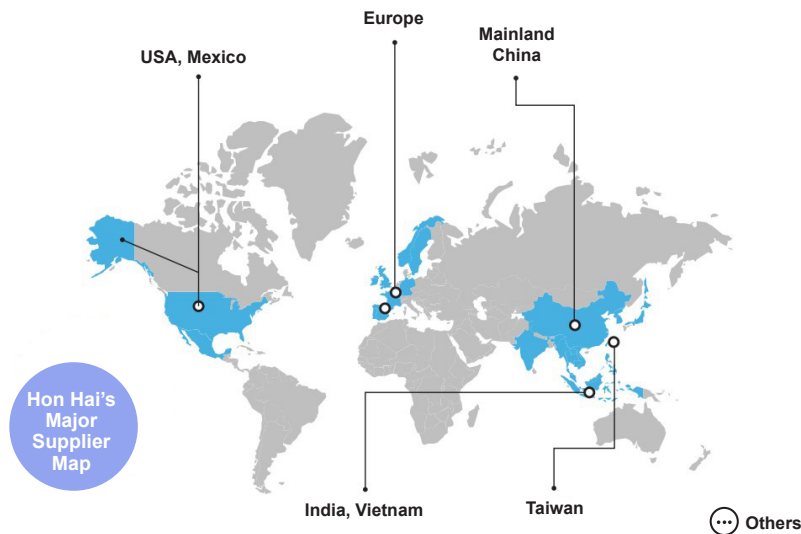 Europe
Mainland
China
USA, Mexico
Hon Hai's
Major
Supplier
Map
India, Vietnam
Taiwan
Others